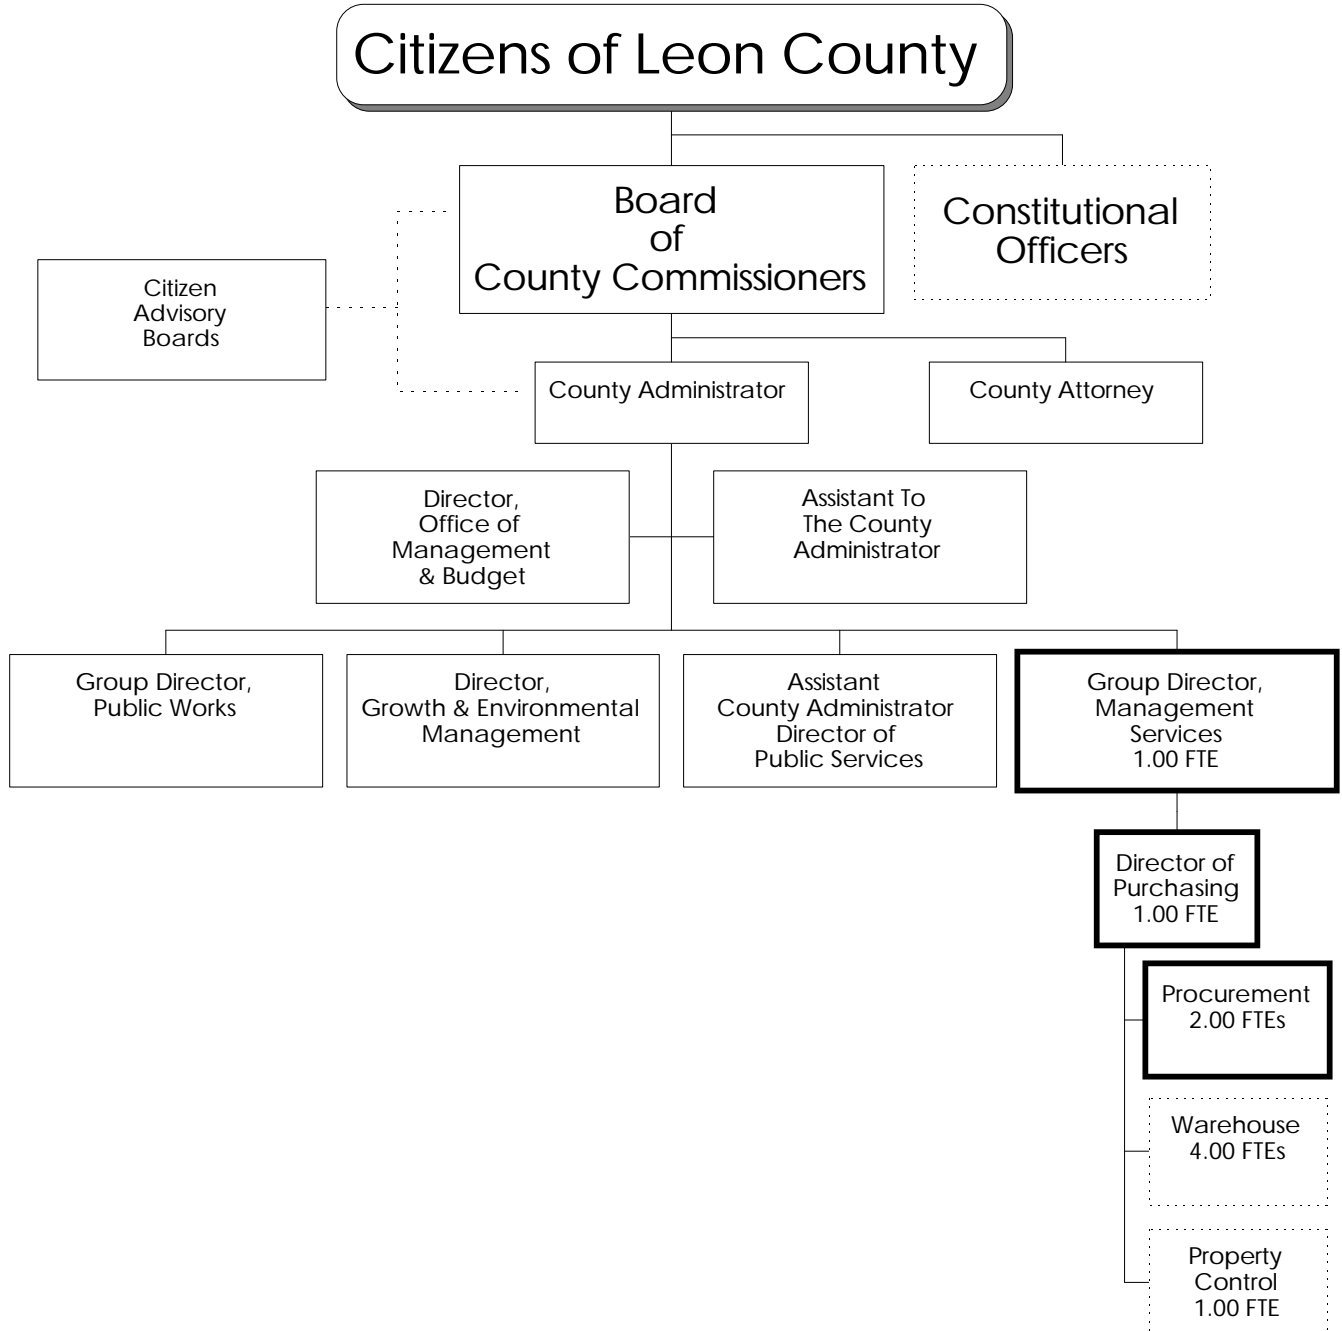 Citizens of Leon County
Board
of
County Commissioners
Constitutional
Officers
Citizen
Advisory
Boards
County Administrator
County Attorney
Director,
Office of
Management
& Budget
Assistant To
The County
Administrator
Group Director,
Public Works
Director,
Growth & Environmental
Management
Assistant
County Administrator
Director of
Public Services
Group Director,
Management
Services
1.00 FTE
Director of
Purchasing
1.00 FTE
Procurement
2.00 FTEs
Warehouse
4.00 FTEs
Property
Control
1.00 FTE